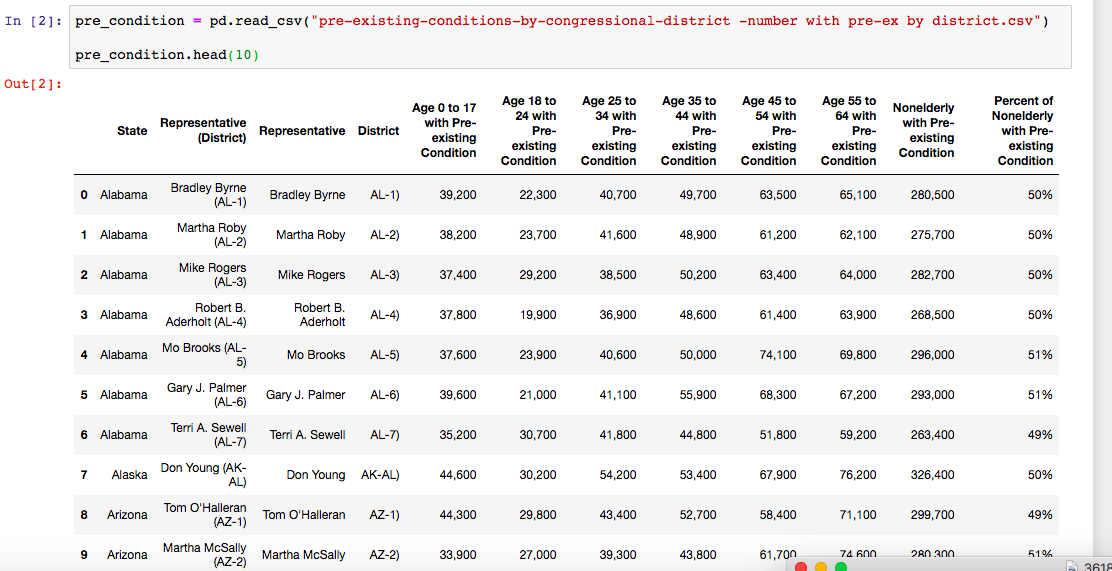 In [2]: pre_condition = pd.read_csv("pre-existing-conditions-by-congressional-district -number with pre-ex by district.csv")
pre_condition.head(10)
Out[2]:
State Representative (District) Representative District Age 0 to 17 with Pre-existing Condition Age 18 to 24 with Pre-existing Condition Age 25 to 34 with Pre-existing Condition Age 35 to 44 with Pre-existing Condition Age 45 to 54 with Pre-existing Condition Age 55 to 64 with Pre-existing Condition Nonelderly with Pre-existing Condition Percent of Nonelderly with Pre-existing Condition
0 Alabama Bradley Byrne (AL-1) Bradley Byrne AL-1) 39,200 22,300 40,700 49,700 63,500 65,100 280,500 50%
1 Alabama Martha Roby (AL-2) Martha Roby AL-2) 38,200 23,700 41,600 48,900 61,200 62,100 275,700 50%
2 Alabama Mike Rogers (AL-3) Mike Rogers AL-3) 37,400 29,200 38,500 50,200 63,400 64,000 282,700 50%
3 Alabama Robert B. Aderholt (AL-4) Robert B. Aderholt AL-4) 37,800 19,900 36,900 48,600 61,400 63,900 268,500 50%
4 Alabama Mo Brooks (AL-5) Mo Brooks AL-5) 37,600 23,900 40,600 50,000 74,100 69,800 296,000 51%
5 Alabama Gary J. Palmer (AL-6) Gary J. Palmer AL-6) 39,600 21,000 41,100 55,900 68,300 67,200 293,000 51%
6 Alabama Terri A. Sewell (AL-7) Terri A. Sewell AL-7) 35,200 30,700 41,800 44,800 51,800 59,200 263,400 49%
7 Alaska Don Young (AK-AL) Don Young AK-AL) 44,600 30,200 54,200 53,400 67,900 76,200 326,400 50%
8 Arizona Tom O'Halleran (AZ-1) Tom O'Halleran AZ-1) 44,300 29,800 43,400 52,700 58,400 71,100 299,700 49%
9 Arizona Martha McSally (AZ-2) Martha McSally AZ-2) 33,900 27,000 39,300 43,800 61,700 74,600 280,300 51%
3618